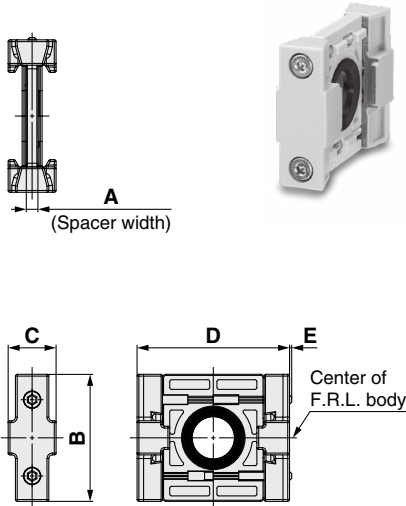 A
(Spacer width)
C
D
E
Center of
F.R.L. body
B